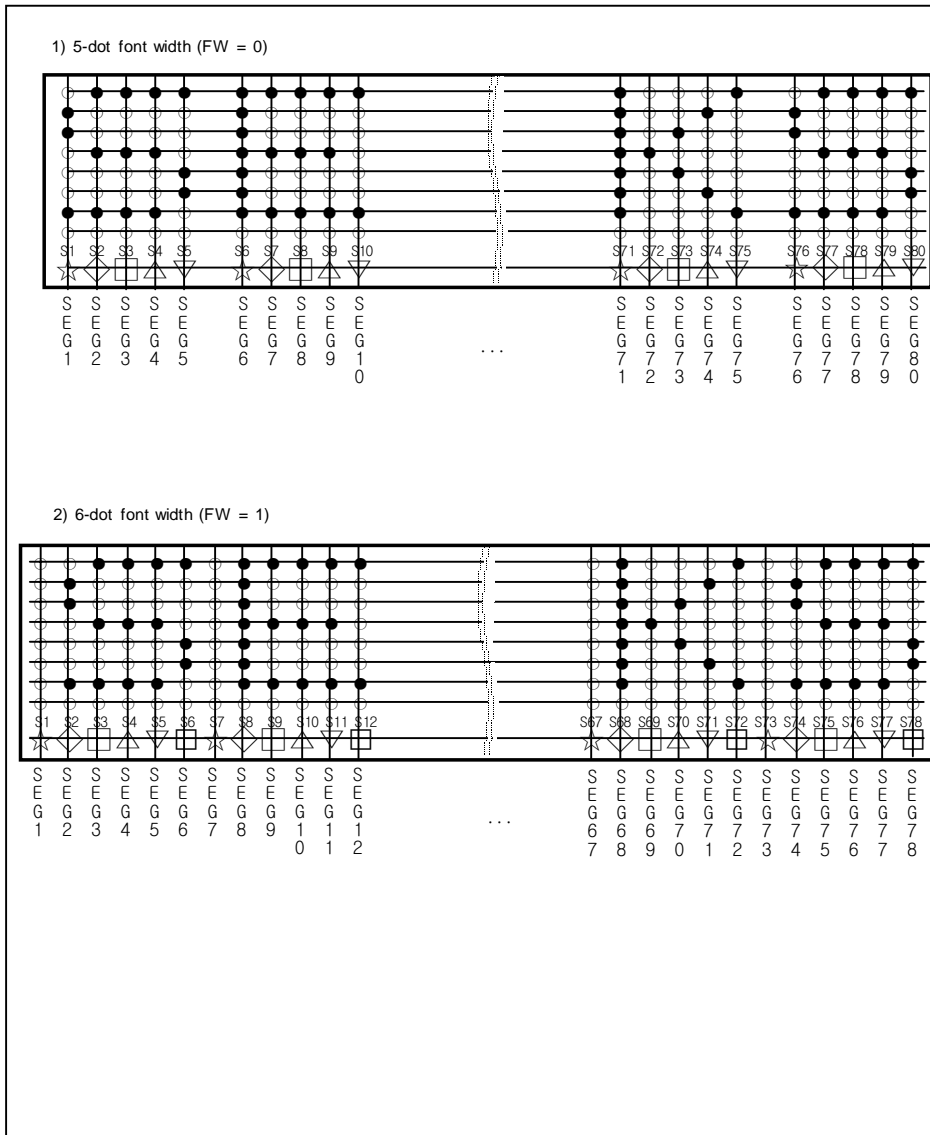 1) 5-dot font width (FW = 0)
S1 S2 S3 S4 S5 S6 S7 S8 S9 S10 S71 S72 S73 S74 S75 S76 S77 S78 S79 S80
SEG1 SEG2 SEG3 SEG4 SEG5 SEG6 SEG7 SEG8 SEG9 SEG10 ... SEG71 SEG72 SEG73 SEG74 SEG75 SEG76 SEG77 SEG78 SEG79 SEG80
2) 6-dot font width (FW = 1)
S1 S2 S3 S4 S5 S6 S7 S8 S9 S10 S11 S12 S67 S68 S69 S70 S71 S72 S73 S74 S75 S76 S77 S78
SEG1 SEG2 SEG3 SEG4 SEG5 SEG6 SEG7 SEG8 SEG9 SEG10 SEG11 SEG12 ... SEG67 SEG68 SEG69 SEG70 SEG71 SEG72 SEG73 SEG74 SEG75 SEG76 SEG77 SEG78